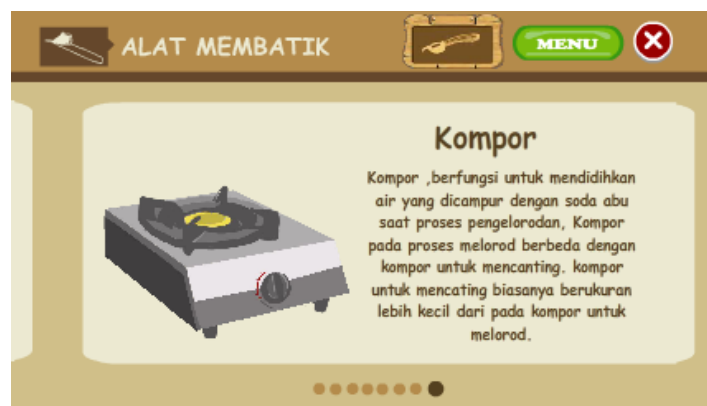 ALAT MEMBATIK
MENU
Kompor
Kompor ,berfungsi untuk mendidihkan
air yang dicampur dengan soda abu
saat proses pengelorodan, Kompor
pada proses melorod berbeda dengan
kompor untuk mencanting. kompor
untuk mencating biasanya berukuran
lebih kecil dari pada kompor untuk
melorod.